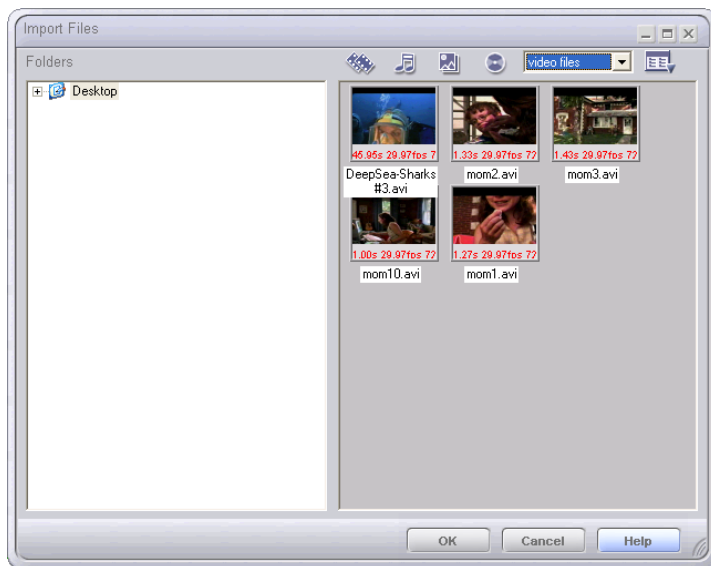 Import Files
Folders
video files
Desktop
45.95s 29.97fps 7
1.33s 29.97fps 72
1.43s 29.97fps 72
DeepSea-Sharks
#3.avi
mom2.avi
mom3.avi
1.00s 29.97fps 72
1.27s 29.97fps 72
mom10.avi
mom1.avi
OK
Cancel
Help